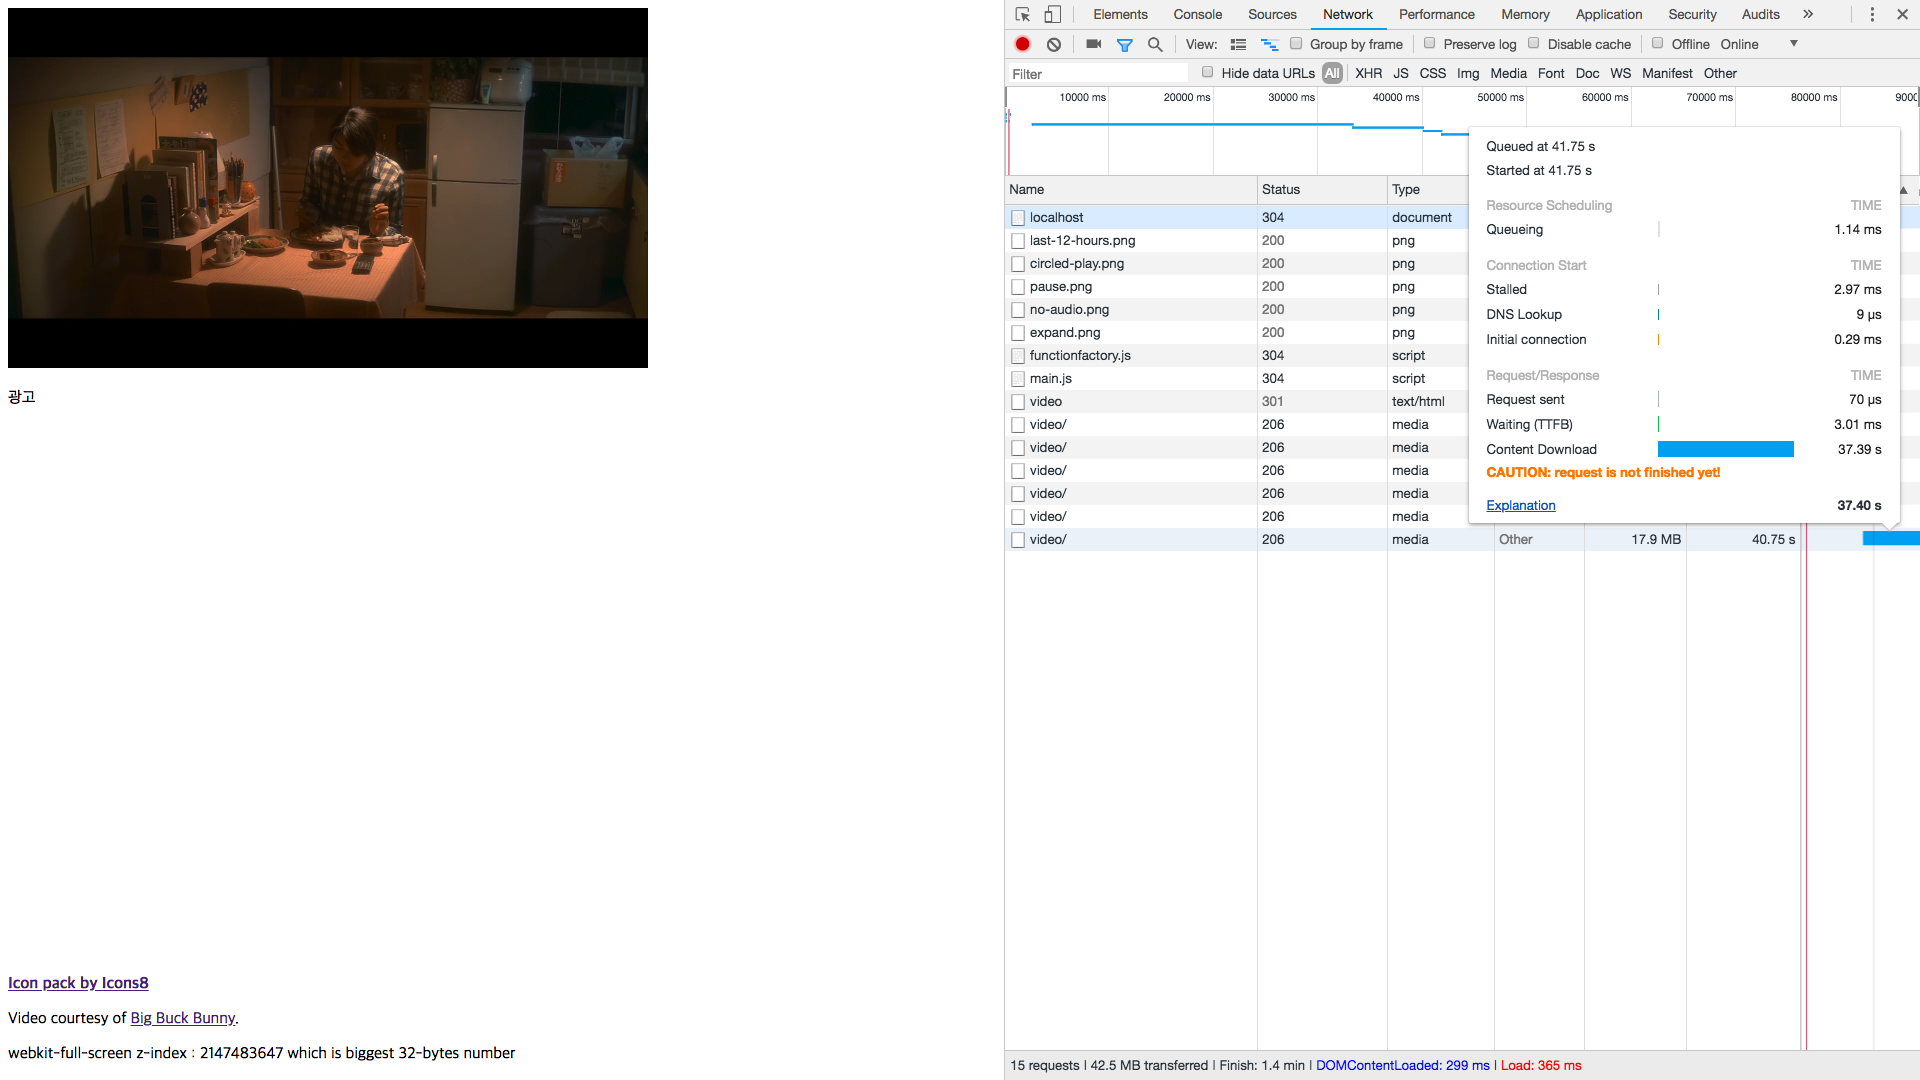 광고
Icon pack by Icons8
Video courtesy of Big Buck Bunny.
webkit-full-screen z-index : 2147483647 which is biggest 32-bytes number
Elements Console Sources Network Performance Memory Application Security Audits »
View: Group by frame Preserve log Disable cache Offline Online ▼
Filter Hide data URLs All XHR JS CSS Img Media Font Doc WS Manifest Other
10000 ms 20000 ms 30000 ms 40000 ms 50000 ms 60000 ms 70000 ms 80000 ms
Name Status Type ▲
localhost 304 document
last-12-hours.png 200 png
circled-play.png 200 png
pause.png 200 png
no-audio.png 200 png
expand.png 200 png
functionfactory.js 304 script
main.js 304 script
video 301 text/html
video/ 206 media
video/ 206 media
video/ 206 media
video/ 206 media
video/ 206 media
video/ 206 media Other 17.9 MB 40.75 s
Queued at 41.75 s
Started at 41.75 s
Resource Scheduling TIME
Queueing 1.14 ms
Connection Start TIME
Stalled 2.97 ms
DNS Lookup 9 µs
Initial connection 0.29 ms
Request/Response TIME
Request sent 70 µs
Waiting (TTFB) 3.01 ms
Content Download 37.39 s
CAUTION: request is not finished yet!
Explanation 37.40 s
15 requests | 42.5 MB transferred | Finish: 1.4 min | DOMContentLoaded: 299 ms | Load: 365 ms